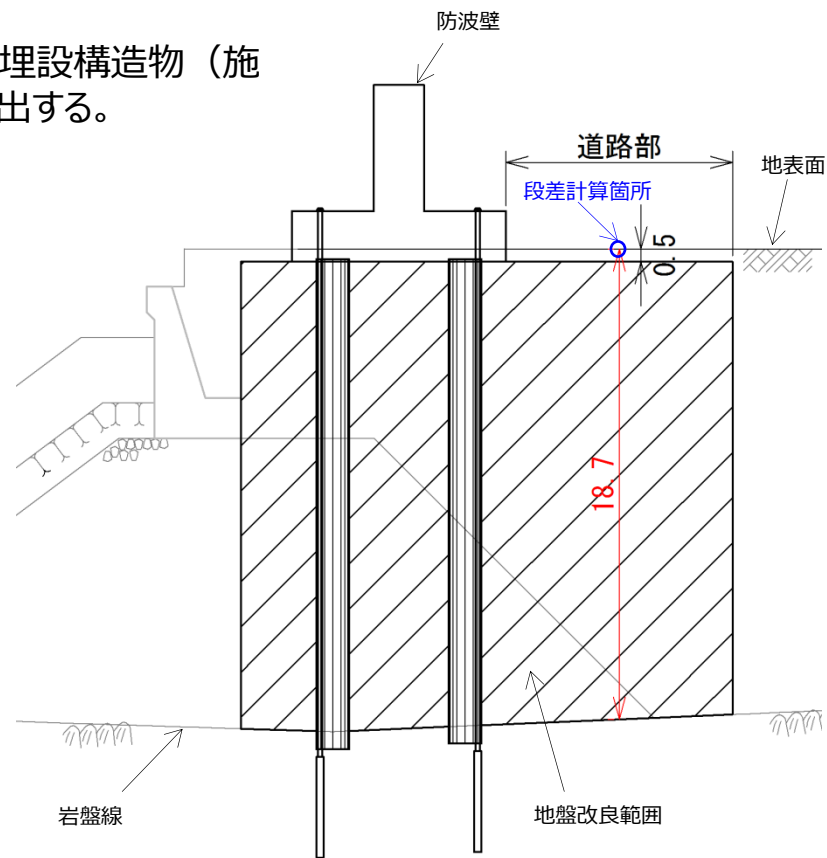 防波壁
埋設構造物（施
出する。
道路部
地表面
段差計算箇所
0.5
18.7
岩盤線
地盤改良範囲